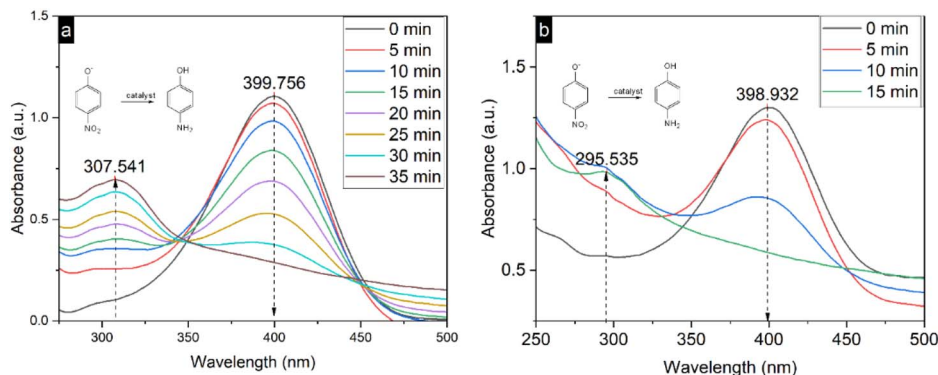 a
0 min
5 min
10 min
15 min
20 min
25 min
30 min
35 min
O⁻
NO₂
catalyst
OH
NH₂
399.756
307.541
1.5
1.0
0.5
0.0
Absorbance (a.u.)
300
350
400
450
500
Wavelength (nm)
b
0 min
5 min
10 min
15 min
O⁻
NO₂
catalyst
OH
NH₂
398.932
295.535
1.5
1.0
0.5
Absorbance (a.u.)
250
300
350
400
450
500
Wavelength (nm)